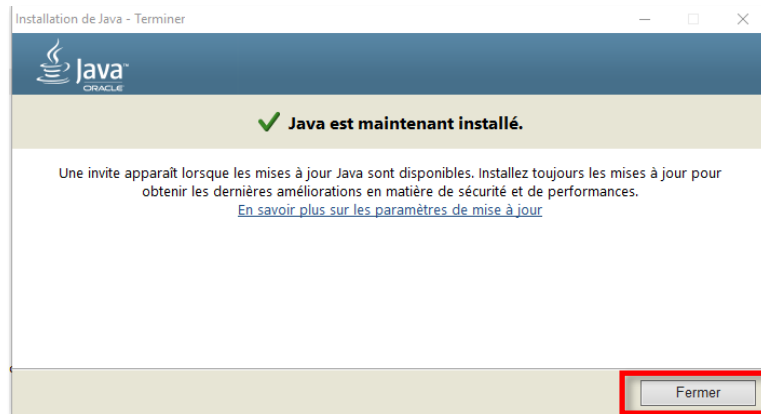 Installation de Java - Terminer
Java™
ORACLE
Java est maintenant installé.
Une invite apparaît lorsque les mises à jour Java sont disponibles. Installez toujours les mises à jour pour
obtenir les dernières améliorations en matière de sécurité et de performances.
En savoir plus sur les paramètres de mise à jour
Fermer